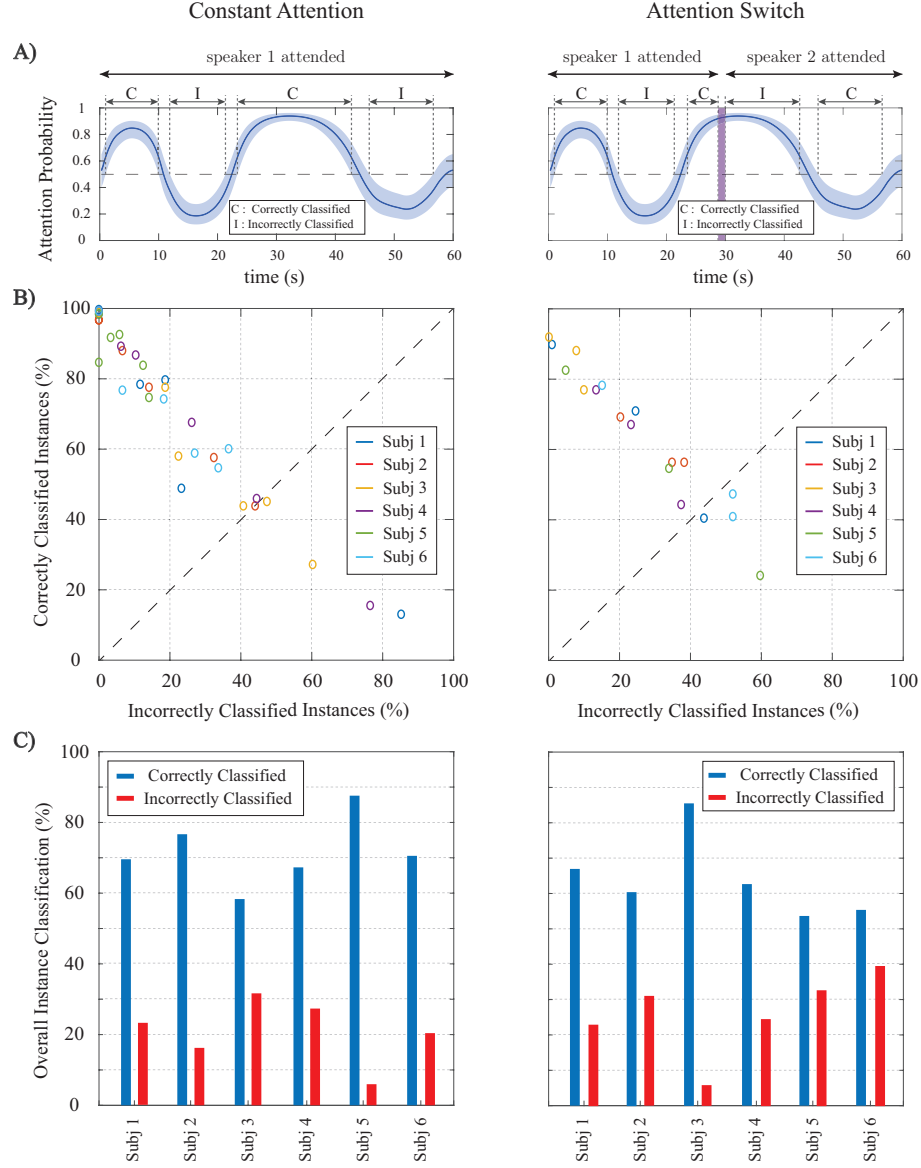 Constant Attention
Attention Switch
A)
speaker 1 attended
speaker 1 attended
speaker 2 attended
C I C I
C I C I C
Attention Probability
1
0.8
0.6
0.4
0.2
0
C : Correctly Classified
I : Incorrectly Classified
C : Correctly Classified
I : Incorrectly Classified
0 10 20 30 40 50 60
0 10 20 30 40 50 60
time (s)
time (s)
B)
Correctly Classified Instances (%)
100
80
60
40
20
0
Subj 1
Subj 2
Subj 3
Subj 4
Subj 5
Subj 6
Subj 1
Subj 2
Subj 3
Subj 4
Subj 5
Subj 6
0 20 40 60 80 100
0 20 40 60 80 100
Incorrectly Classified Instances (%)
Incorrectly Classified Instances (%)
C)
Overall Instance Classification (%)
100
80
60
40
20
0
Correctly Classified
Incorrectly Classified
Correctly Classified
Incorrectly Classified
Subj 1
Subj 2
Subj 3
Subj 4
Subj 5
Subj 6
Subj 1
Subj 2
Subj 3
Subj 4
Subj 5
Subj 6